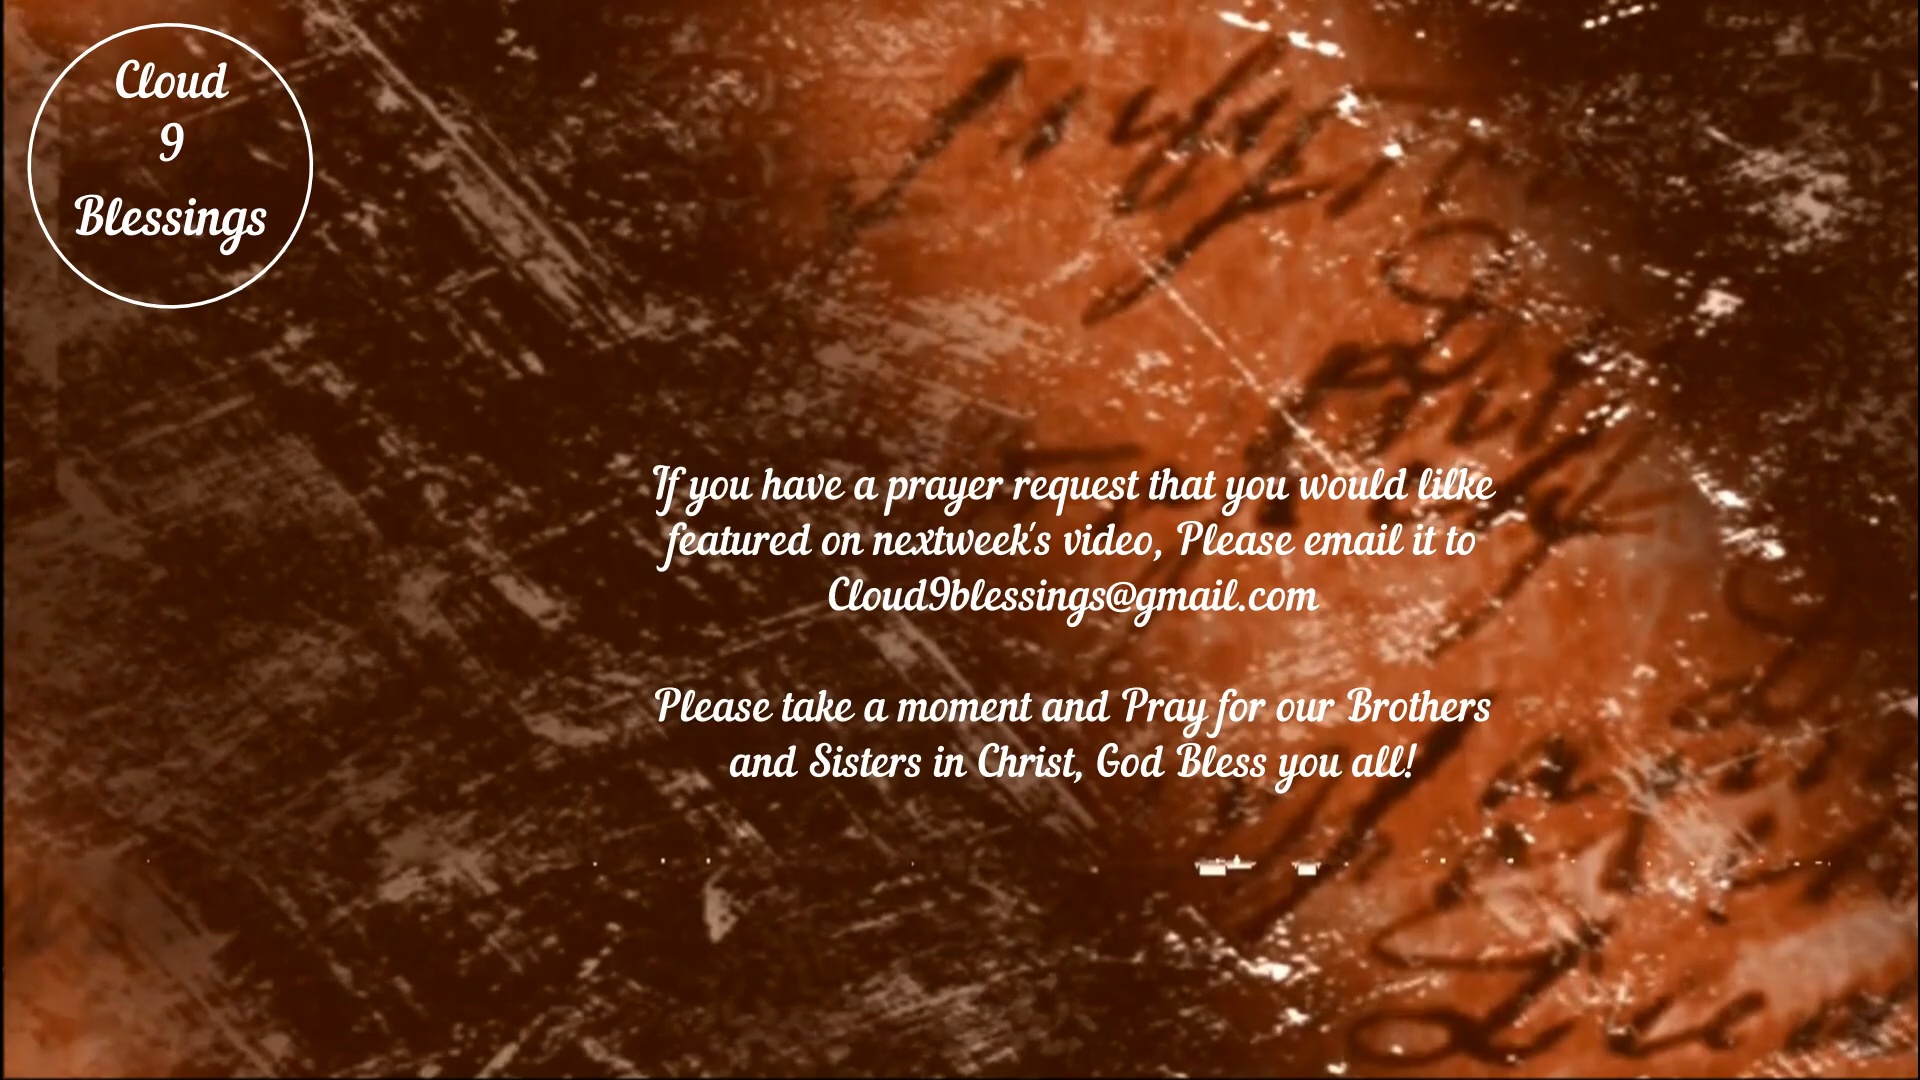 Cloud
9
Blessings
If you have a prayer request that you would lilke
featured on nextweek's video, Please email it to
Cloud9blessings@gmail.com
Please take a moment and Pray for our Brothers
and Sisters in Christ, God Bless you all!